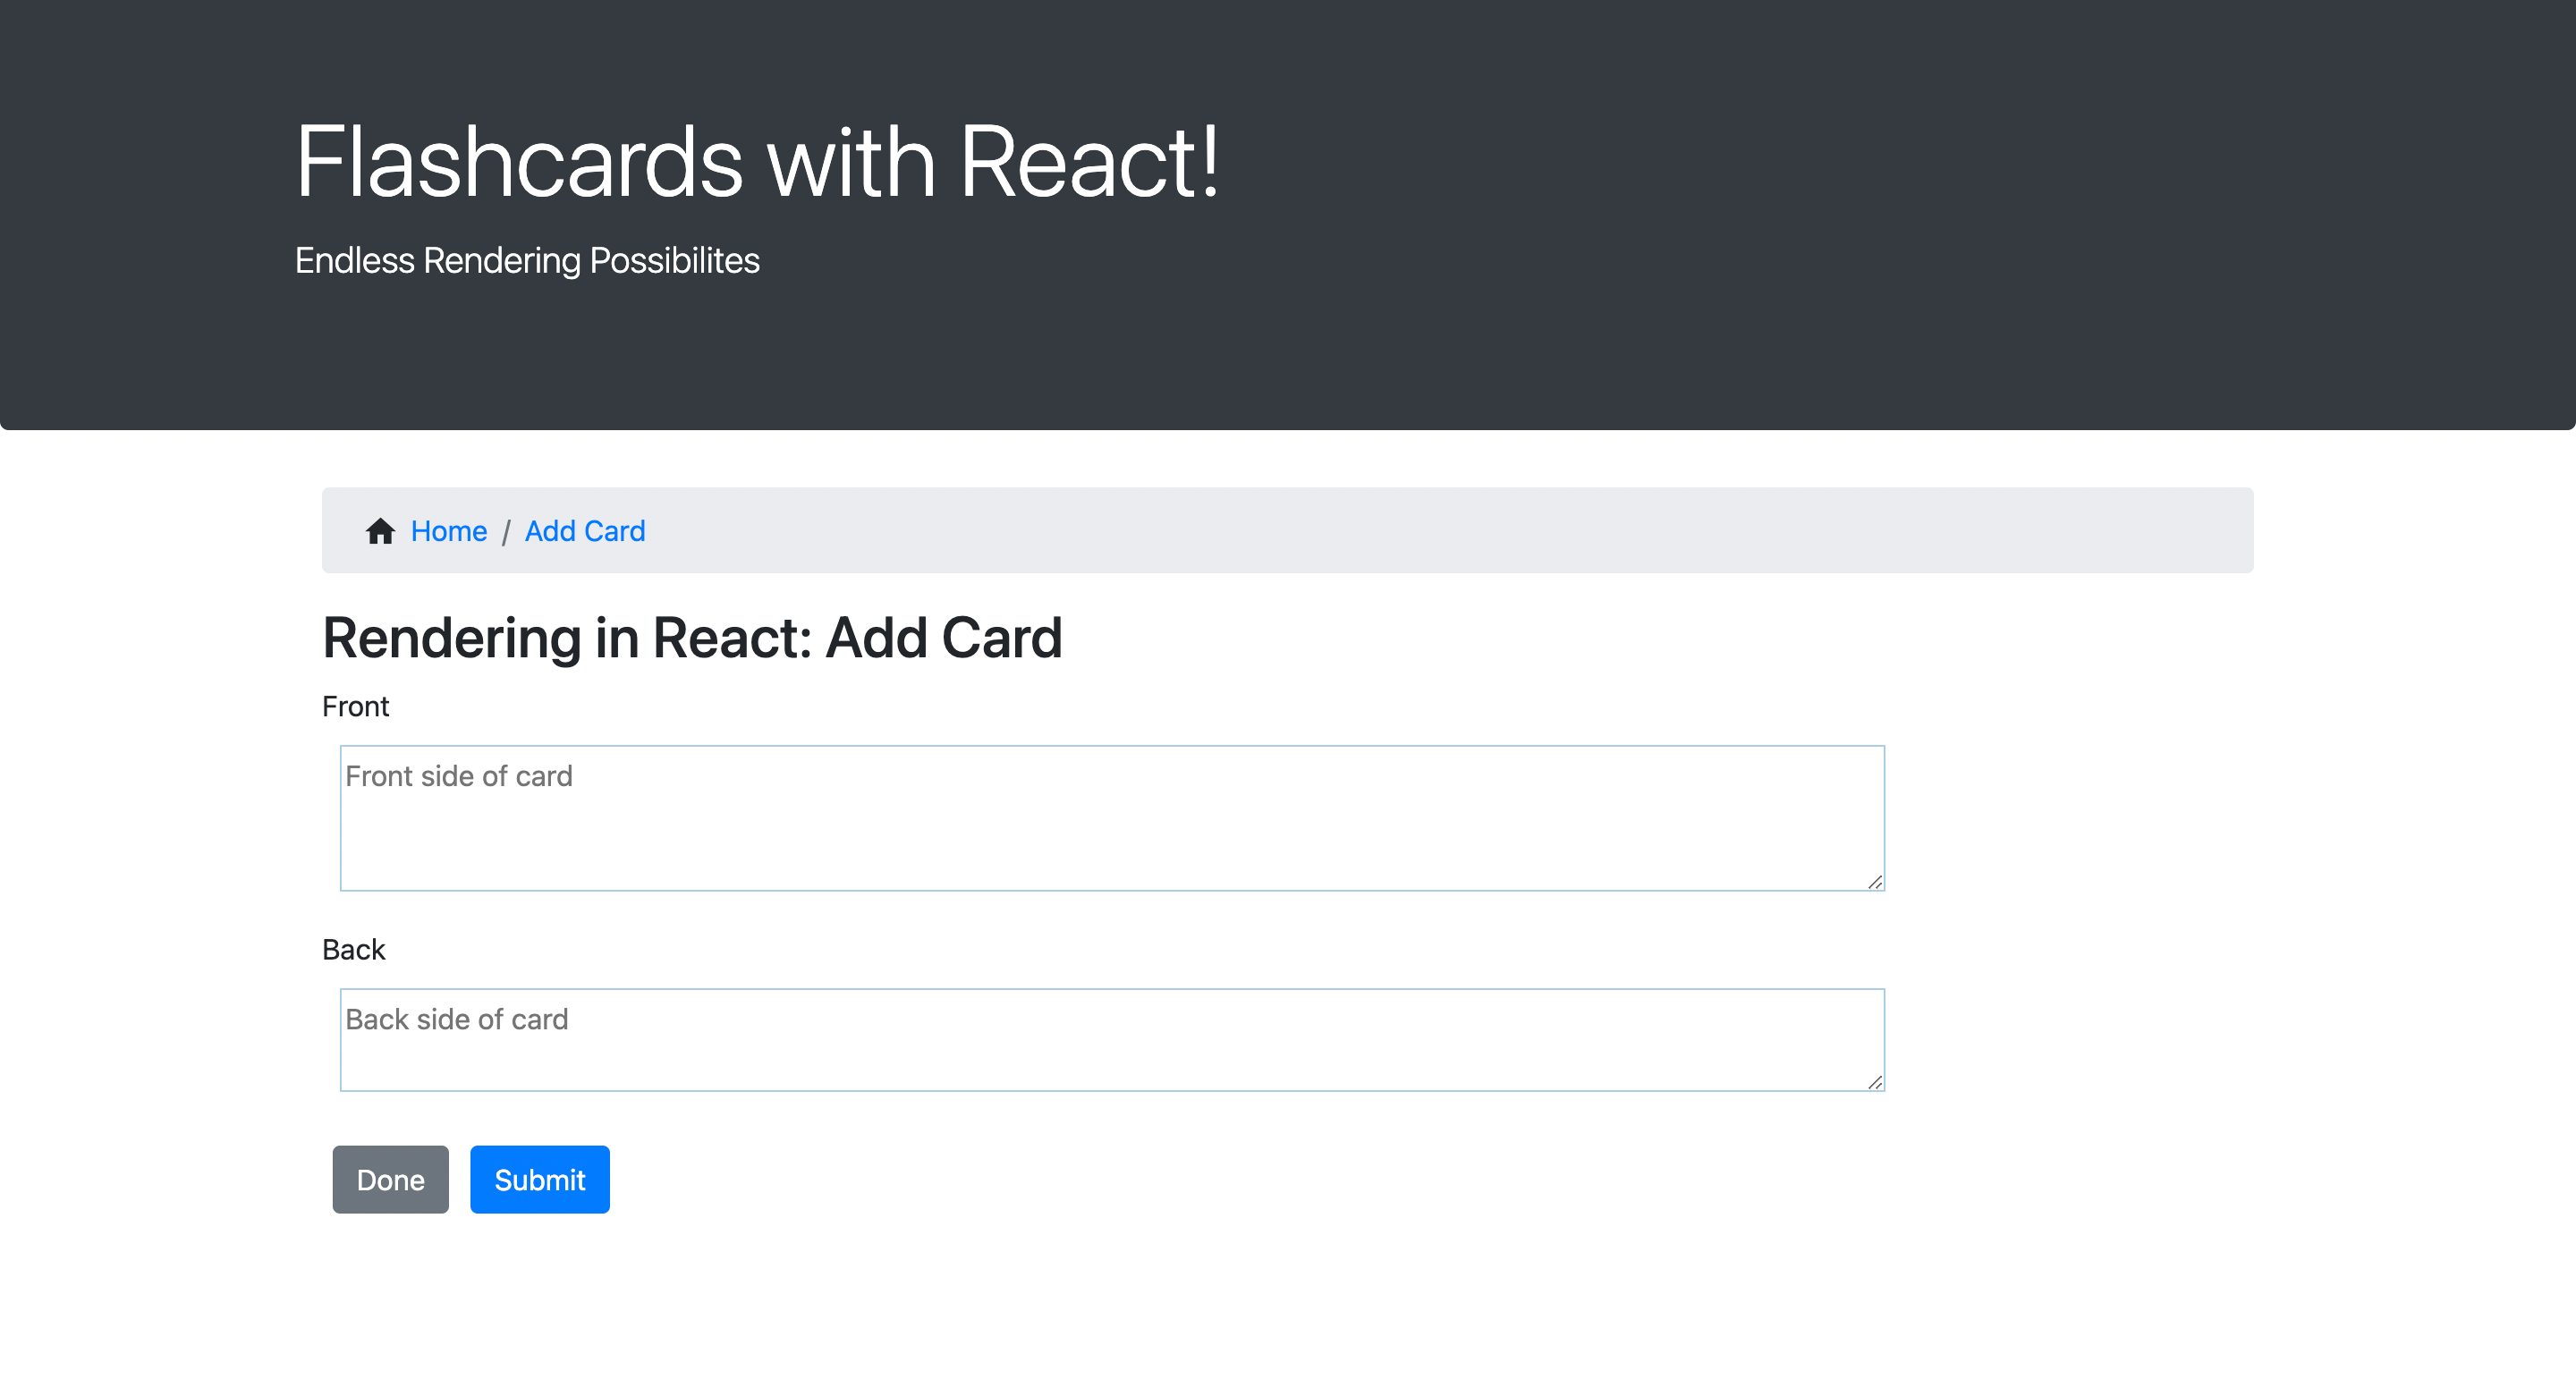 Flashcards with React!
Endless Rendering Possibilites
Home / Add Card
Rendering in React: Add Card
Front
Front side of card
Back
Back side of card
Done Submit